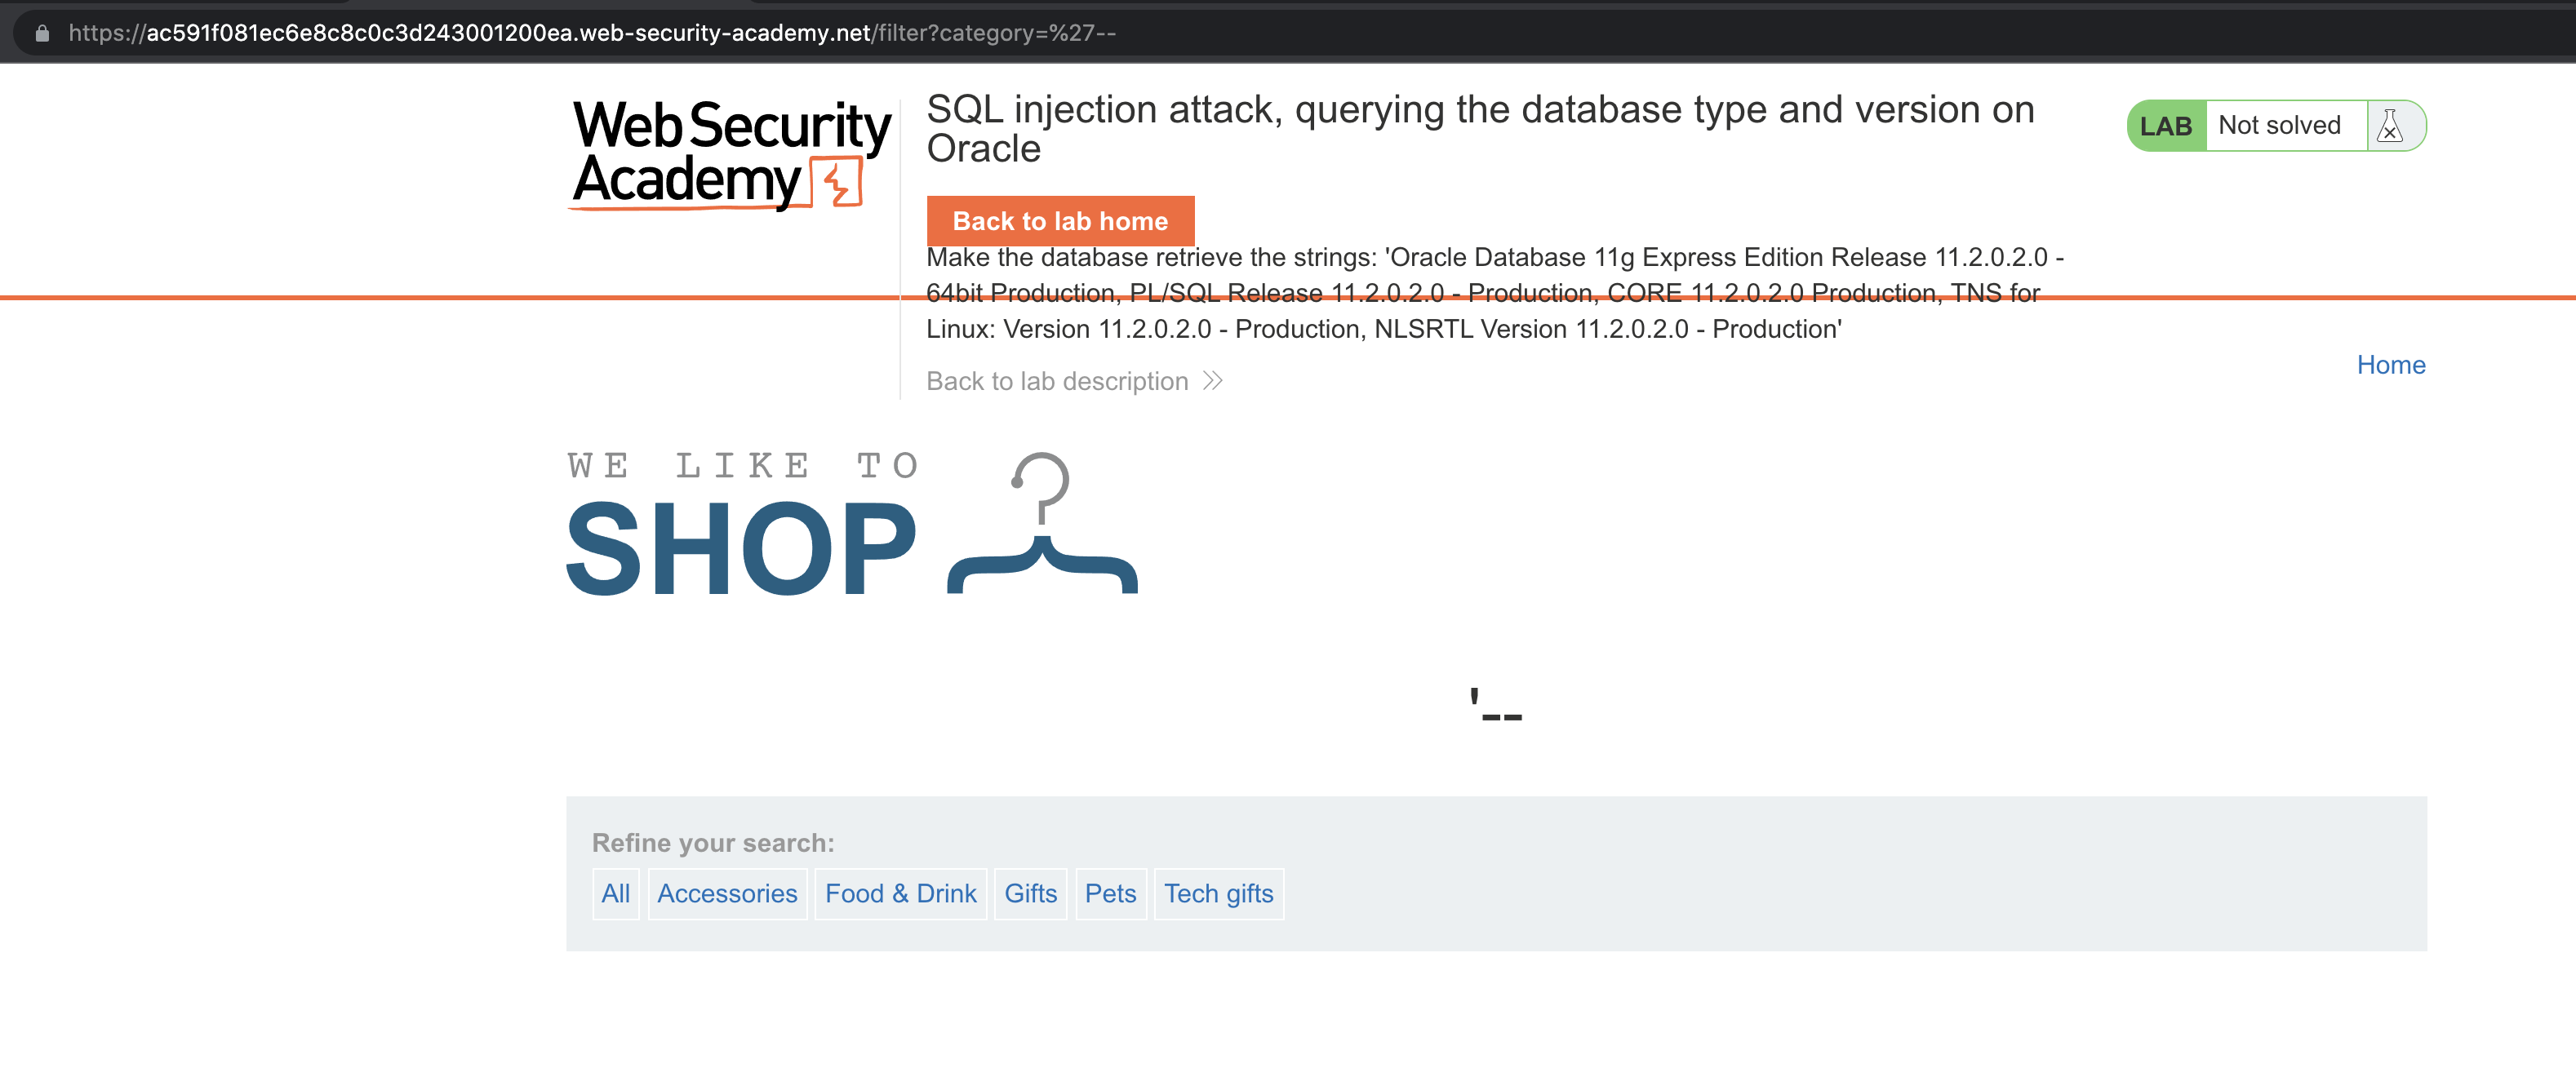 https://ac591f081ec6e8c8c0c3d243001200ea.web-security-academy.net/filter?category=%27--
Web Security
Academy
SQL injection attack, querying the database type and version on
Oracle
LAB Not solved
Back to lab home
Make the database retrieve the strings: 'Oracle Database 11g Express Edition Release 11.2.0.2.0 -
64bit Production, PL/SQL Release 11.2.0.2.0 - Production, CORE 11.2.0.2.0 Production, TNS for
Linux: Version 11.2.0.2.0 - Production, NLSRTL Version 11.2.0.2.0 - Production'
Home
Back to lab description
WE LIKE TO
SHOP
'--
Refine your search:
All Accessories Food & Drink Gifts Pets Tech gifts